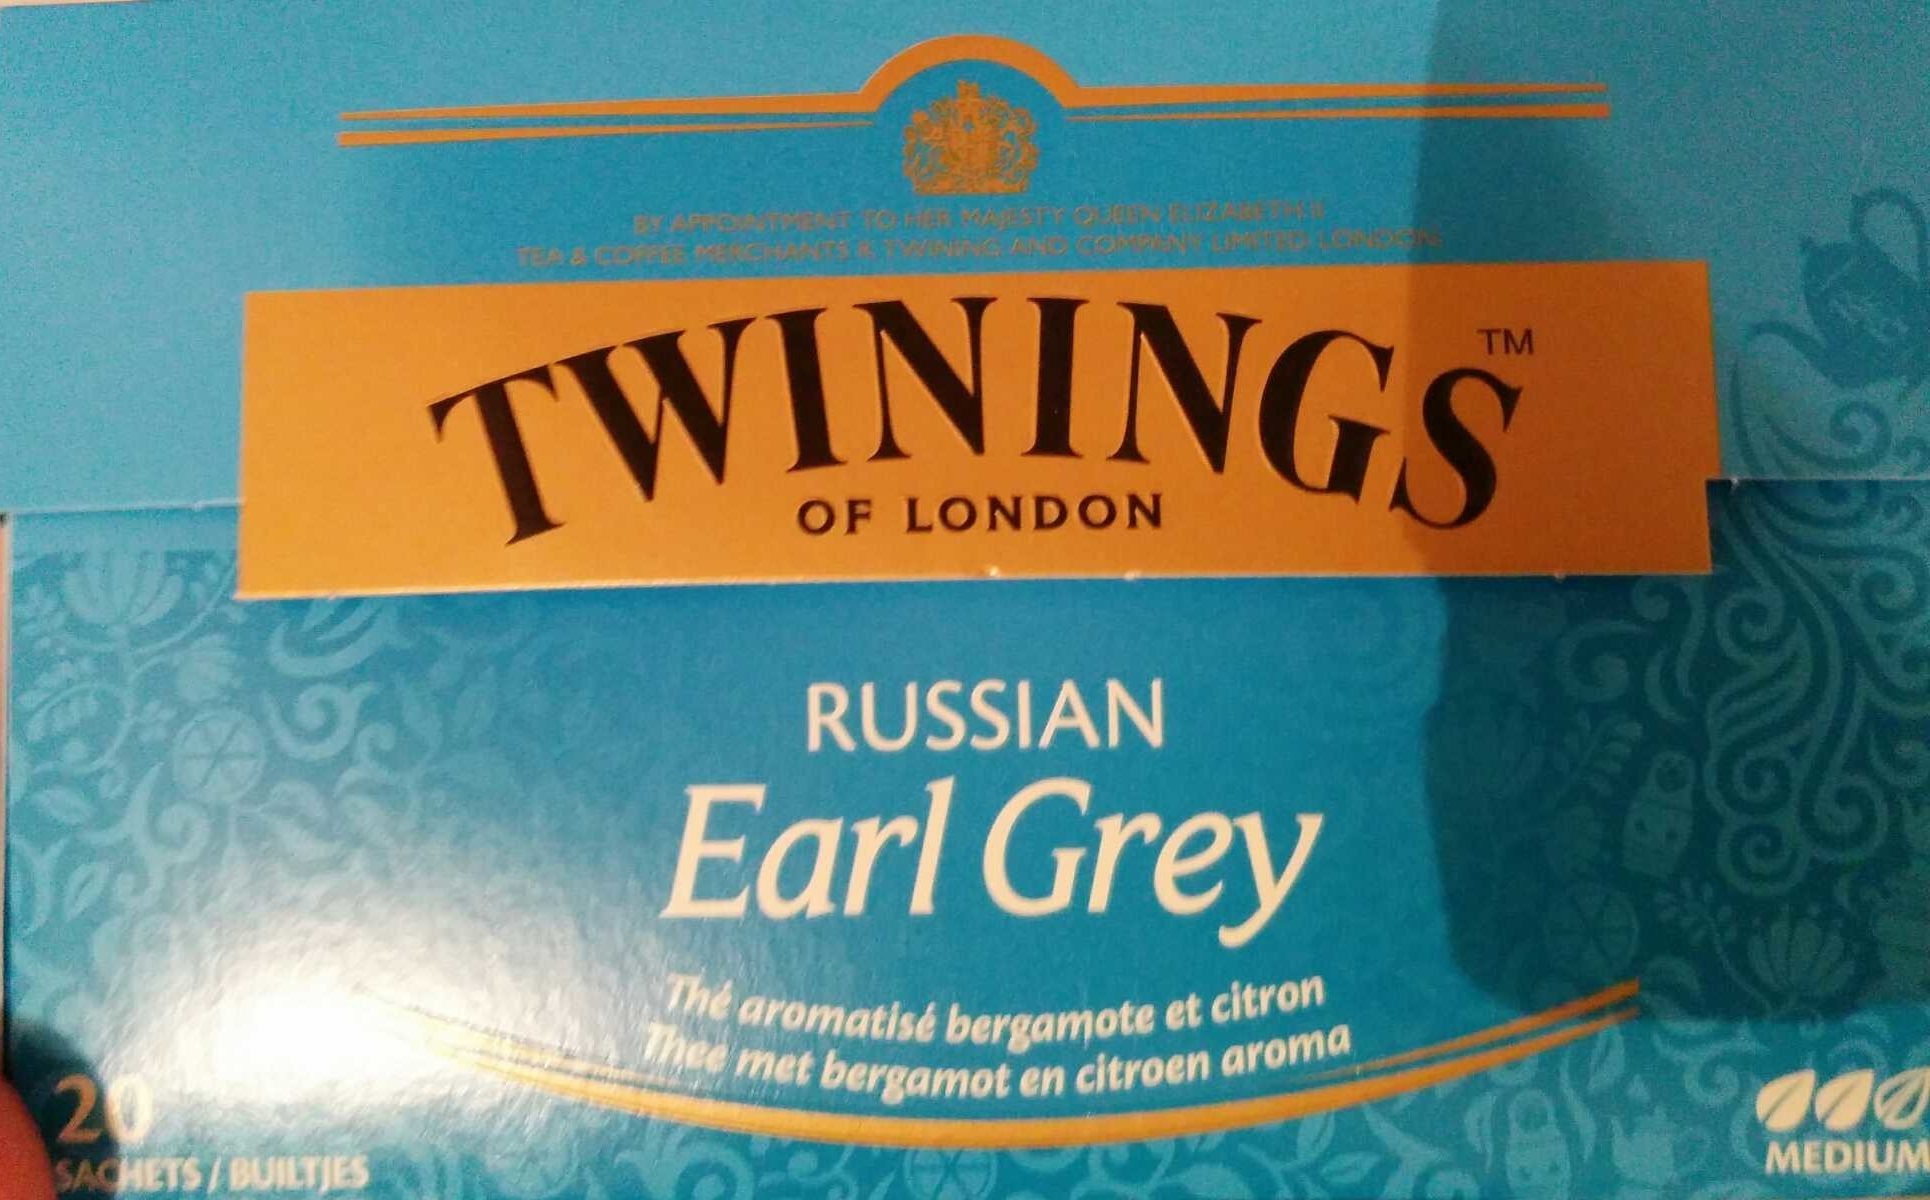 BY APPOINTMENT TO HER MAJESTY QUEEN ELIZABETH II
TEA & COFFEE MERCHANTS R. TWINING AND COMPANY LIMITED LONDON
TWININGS™
OF LONDON
RUSSIAN
Earl Grey
Thé aromatisé bergamote et citron
Thee met bergamot en citroen aroma
20
SACHETS / BUILTJES
MEDIUM